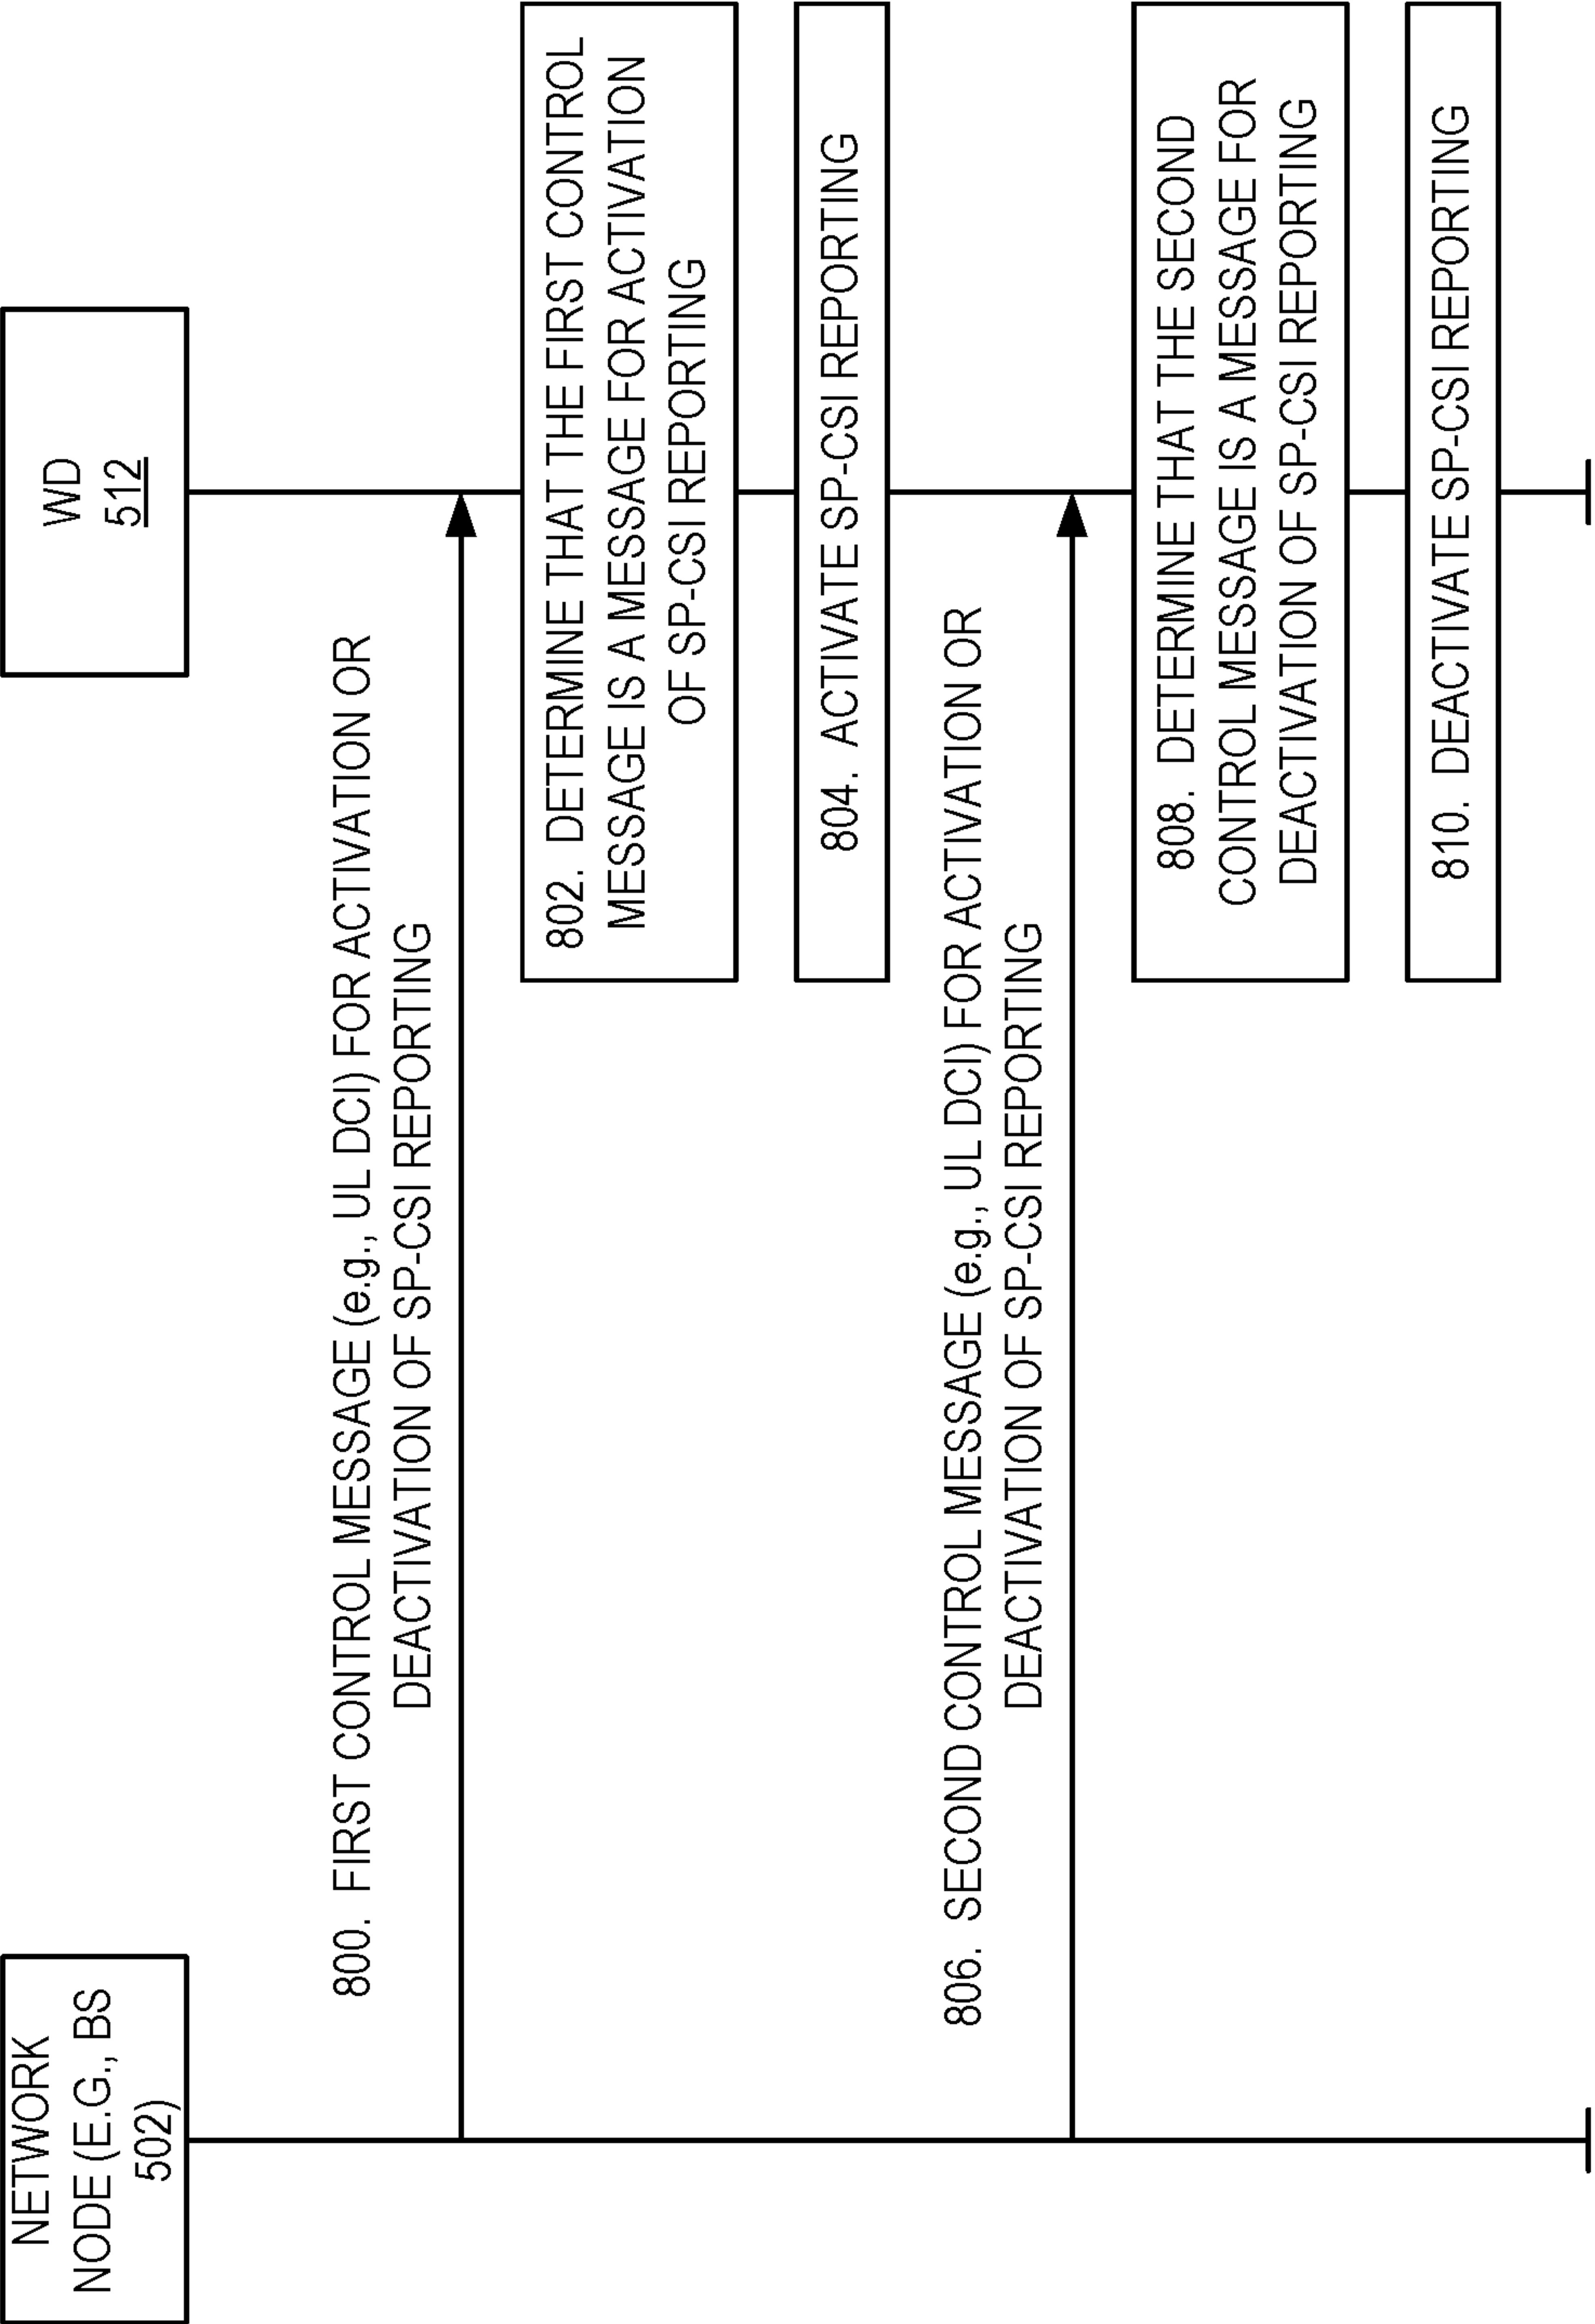 NETWORK
NODE (E.G., BS
502)
WD
512
800. FIRST CONTROL MESSAGE (e.g., UL DCI) FOR ACTIVATION OR
DEACTIVATION OF SP-CSI REPORTING
802. DETERMINE THAT THE FIRST CONTROL
MESSAGE IS A MESSAGE FOR ACTIVATION
OF SP-CSI REPORTING
804. ACTIVATE SP-CSI REPORTING
806. SECOND CONTROL MESSAGE (e.g., UL DCI) FOR ACTIVATION OR
DEACTIVATION OF SP-CSI REPORTING
808. DETERMINE THAT THE SECOND
CONTROL MESSAGE IS A MESSAGE FOR
DEACTIVATION OF SP-CSI REPORTING
810. DEACTIVATE SP-CSI REPORTING